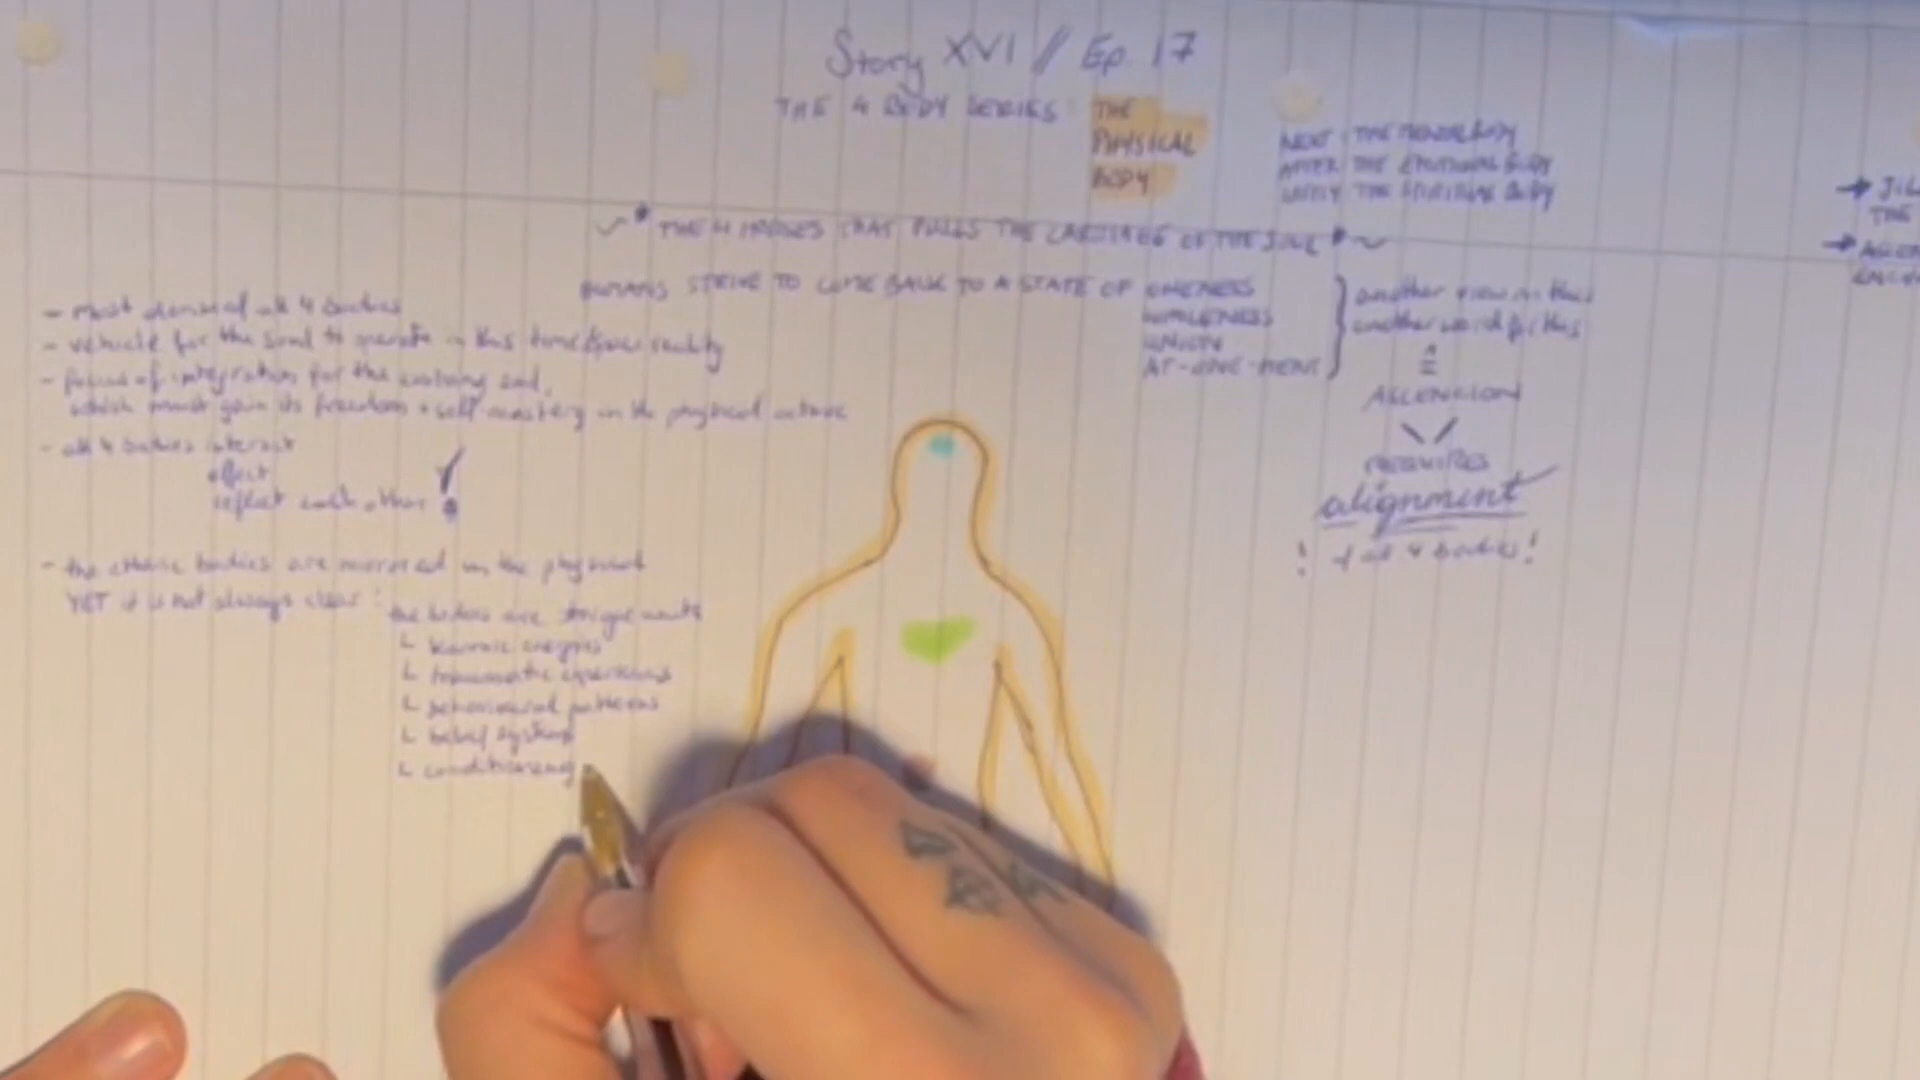 Story XVI // Ep. 17
THE 4 BODY SERIES: THE
PHYSICAL
BODY
NEXT: THE MENTAL BODY
AFTER THE EMOTIONAL BODY
LASTLY THE SPIRITUAL BODY
THE 4 HORSES THAT PULLS THE CARRIAGE OF THE SOUL
HUMANS STRIVE TO COME BACK TO A STATE OF ONENESS
WHOLENESS
UNITY
AT-ONE-MENT
another view on this
another word for this
=
ASCENSION
REQUIRES
alignment
! of all 4 bodies!
- most dense of all 4 bodies
- vehicle for the soul to operate in this time/space reality
- focus of integration for the evolving soul,
which must gain its freedom + self-mastery in the physical octave
- all 4 bodies interact
effect
reflect each other !
- the etheric bodies are mirrored in the physical
YET it is not always clear:
the bodies are storage units
L karmic energies
L traumatic experiences
L behavioural patterns
L belief systems
L conditioning
→ JIL
THE